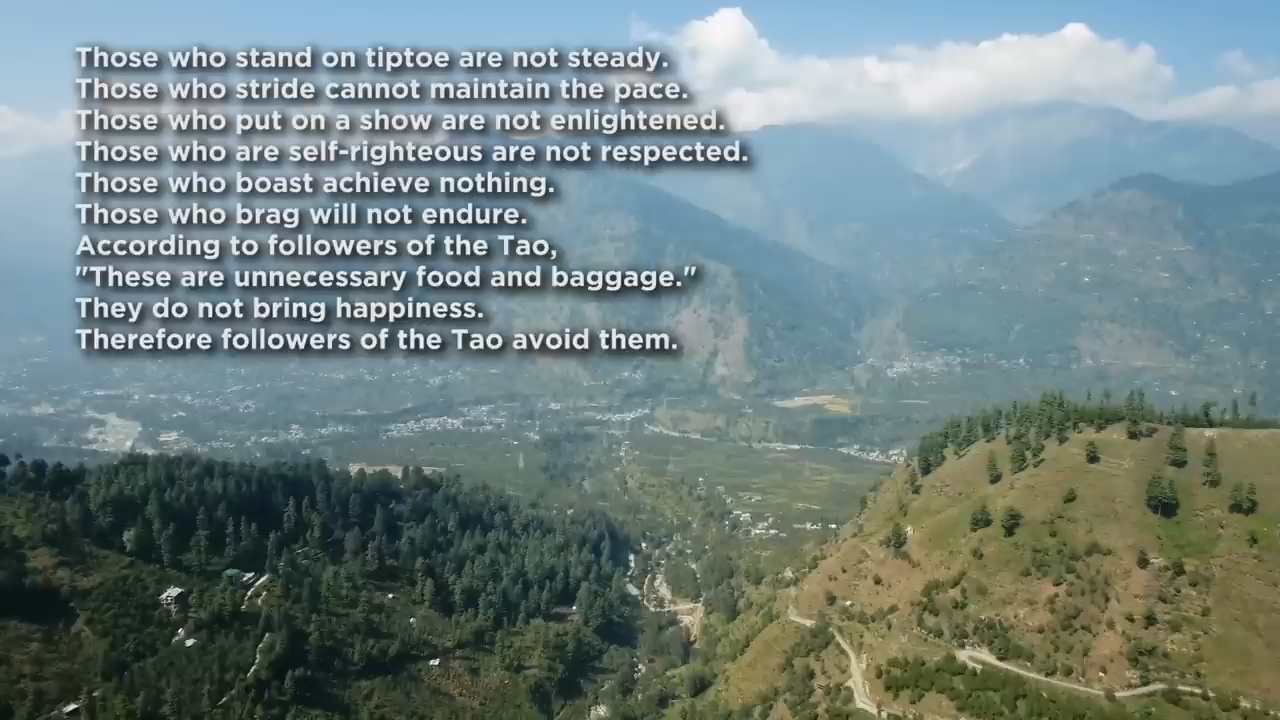 Those who stand on tiptoe are not steady.
Those who stride cannot maintain the pace.
Those who put on a show are not enlightened.
Those who are self-righteous are not respected.
Those who boast achieve nothing.
Those who brag will not endure.
According to followers of the Tao,
"These are unnecessary food and baggage."
They do not bring happiness.
Therefore followers of the Tao avoid them.